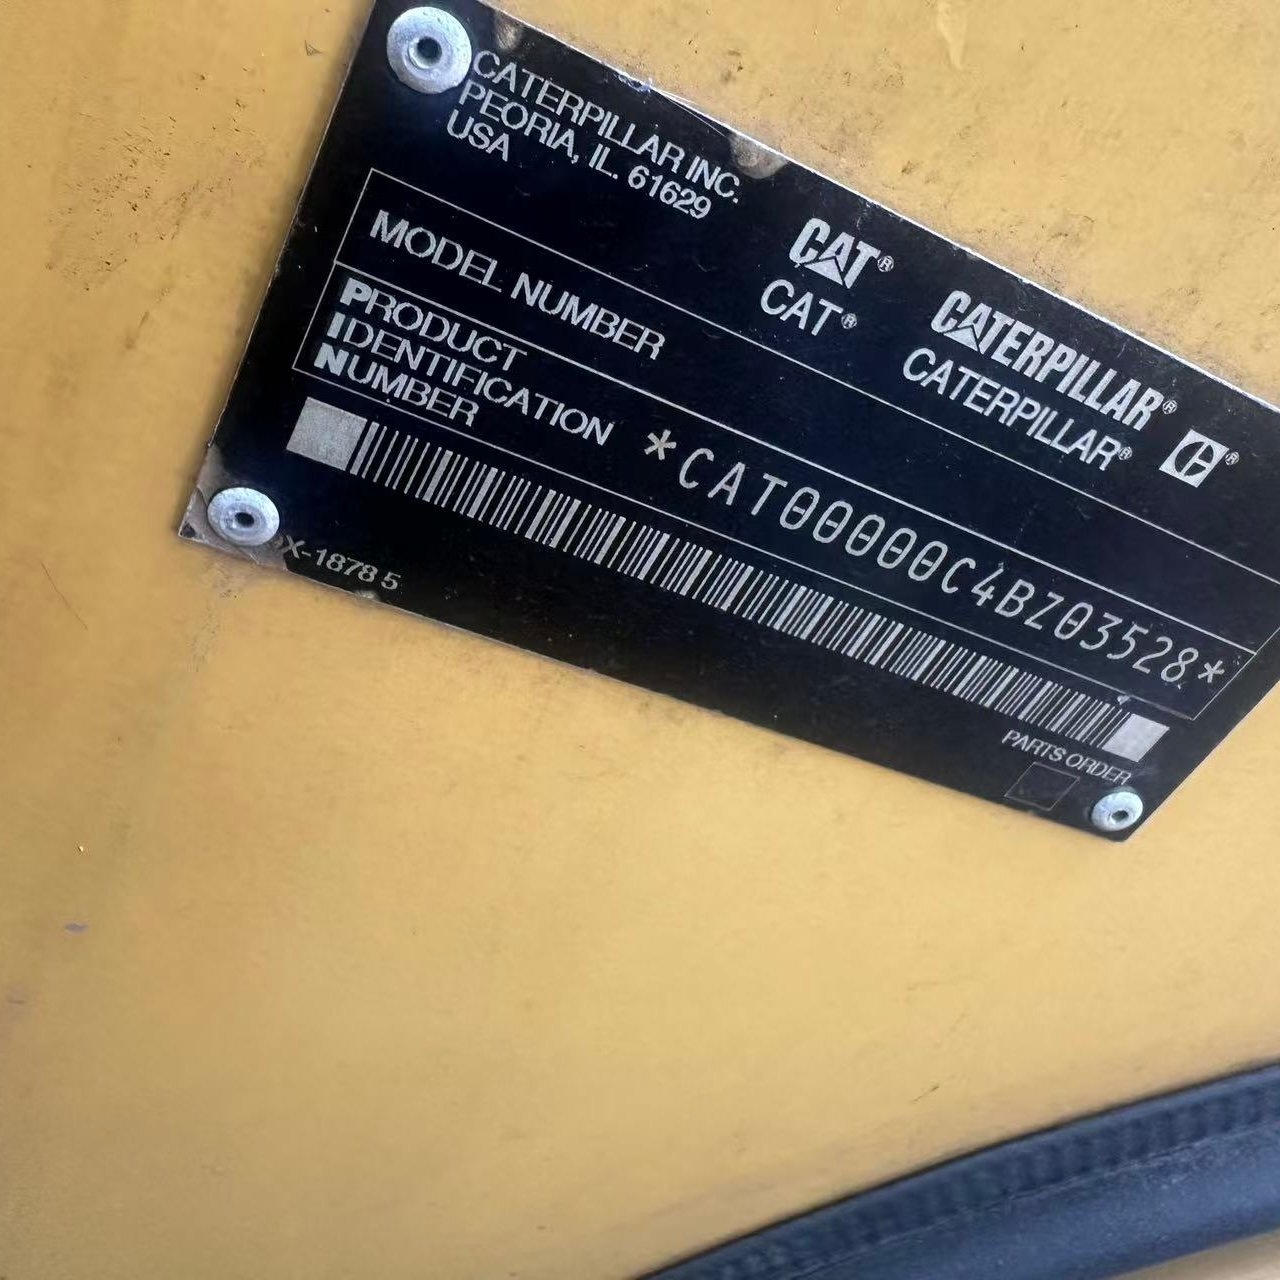 CATERPILLAR INC.
PEORIA, IL. 61629
USA
CAT®
CAT®
CATERPILLAR®
CATERPILLAR®
MODEL NUMBER
PRODUCT
IDENTIFICATION
NUMBER
*CAT00000C4BZ03528*
X-1878 5
PARTS ORDER